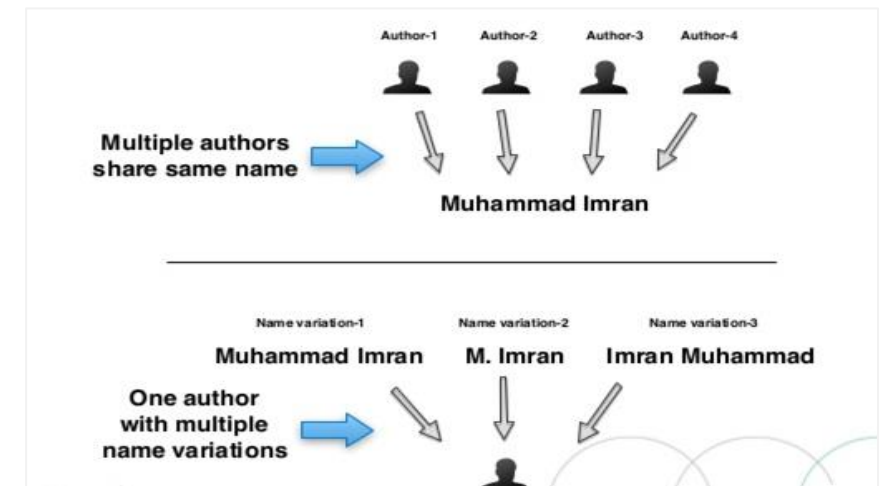 Author-1 Author-2 Author-3 Author-4
Multiple authors
share same name
Muhammad Imran
Name variation-1 Name variation-2 Name variation-3
Muhammad Imran M. Imran Imran Muhammad
One author
with multiple
name variations